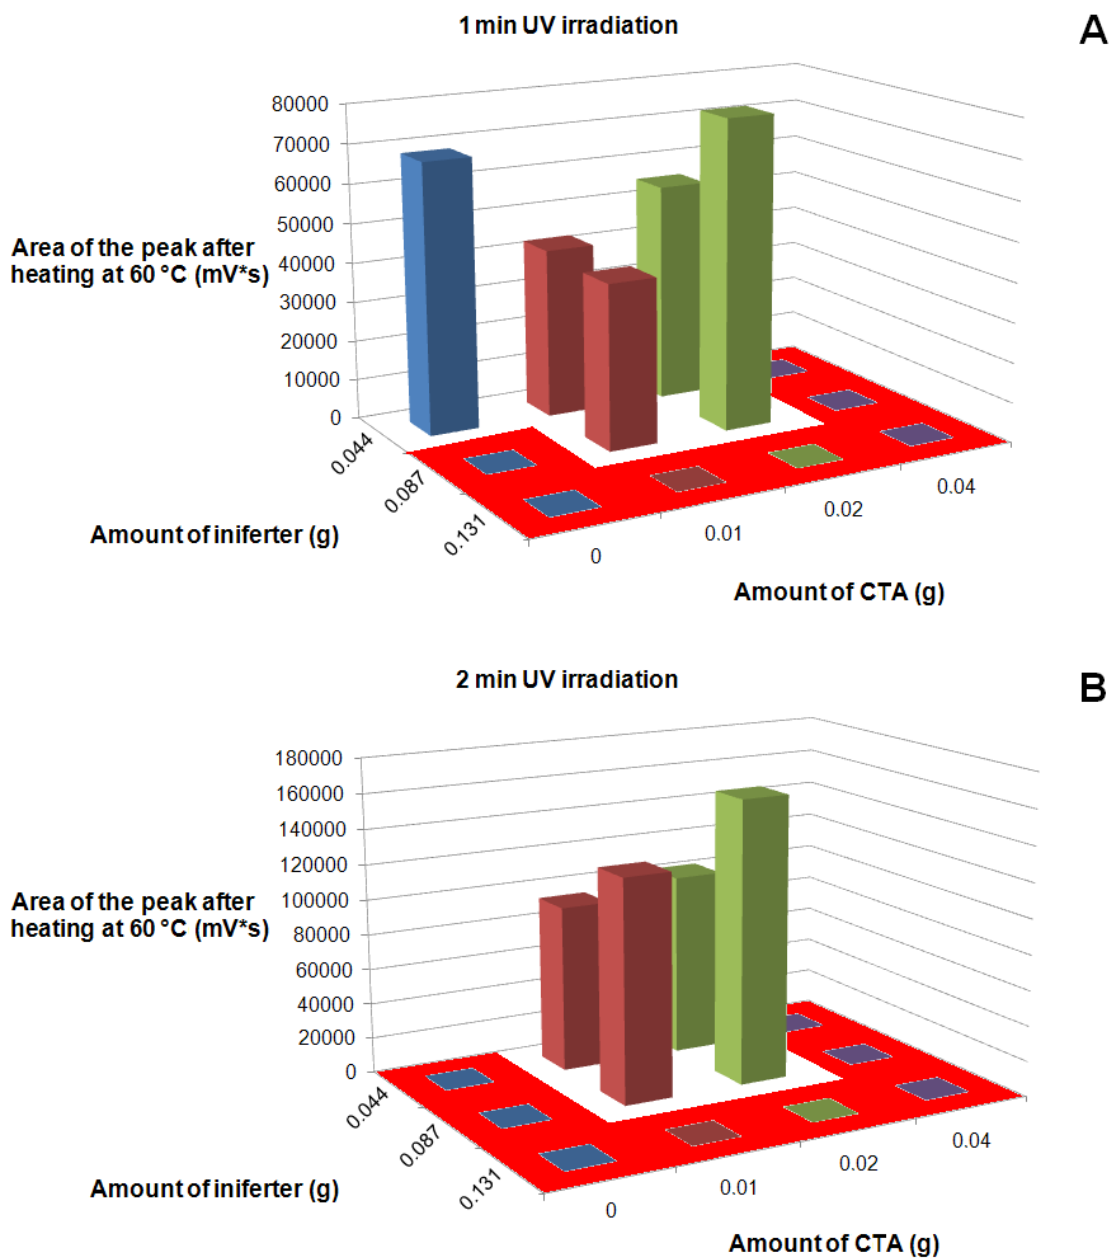 1 min UV irradiation
A
80000
70000
60000
50000
40000
30000
20000
10000
0
Area of the peak after
heating at 60 °C (mV*s)
0.044
0.087
0.131
Amount of iniferter (g)
0
0.01
0.02
0.04
Amount of CTA (g)
2 min UV irradiation
B
180000
160000
140000
120000
100000
80000
60000
40000
20000
0
Area of the peak after
heating at 60 °C (mV*s)
0.044
0.087
0.131
Amount of iniferter (g)
0
0.01
0.02
0.04
Amount of CTA (g)